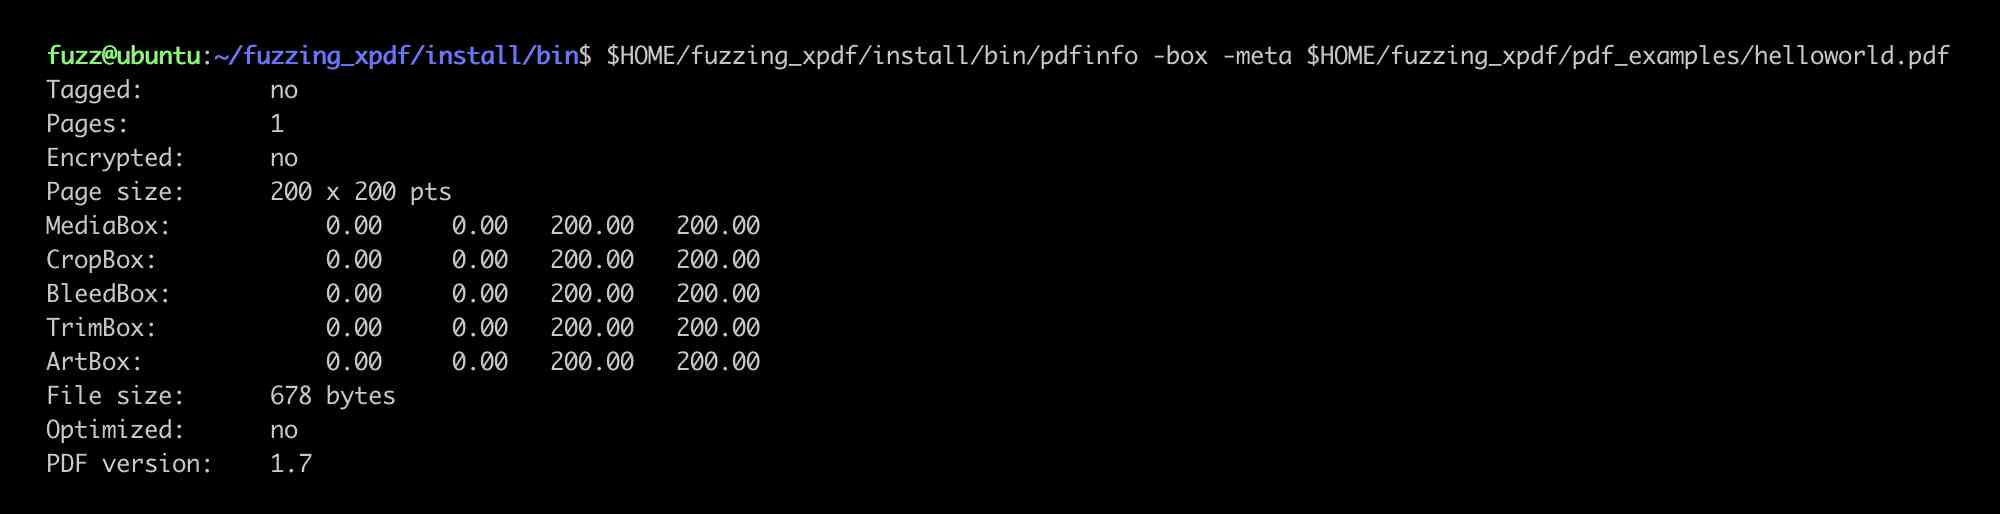 fuzz@ubuntu:~/fuzzing_xpdf/install/bin$ $HOME/fuzzing_xpdf/install/bin/pdfinfo -box -meta $HOME/fuzzing_xpdf/pdf_examples/helloworld.pdf
Tagged:         no
Pages:          1
Encrypted:      no
Page size:      200 x 200 pts
MediaBox:           0.00     0.00   200.00   200.00
CropBox:            0.00     0.00   200.00   200.00
BleedBox:           0.00     0.00   200.00   200.00
TrimBox:            0.00     0.00   200.00   200.00
ArtBox:             0.00     0.00   200.00   200.00
File size:      678 bytes
Optimized:      no
PDF version:    1.7